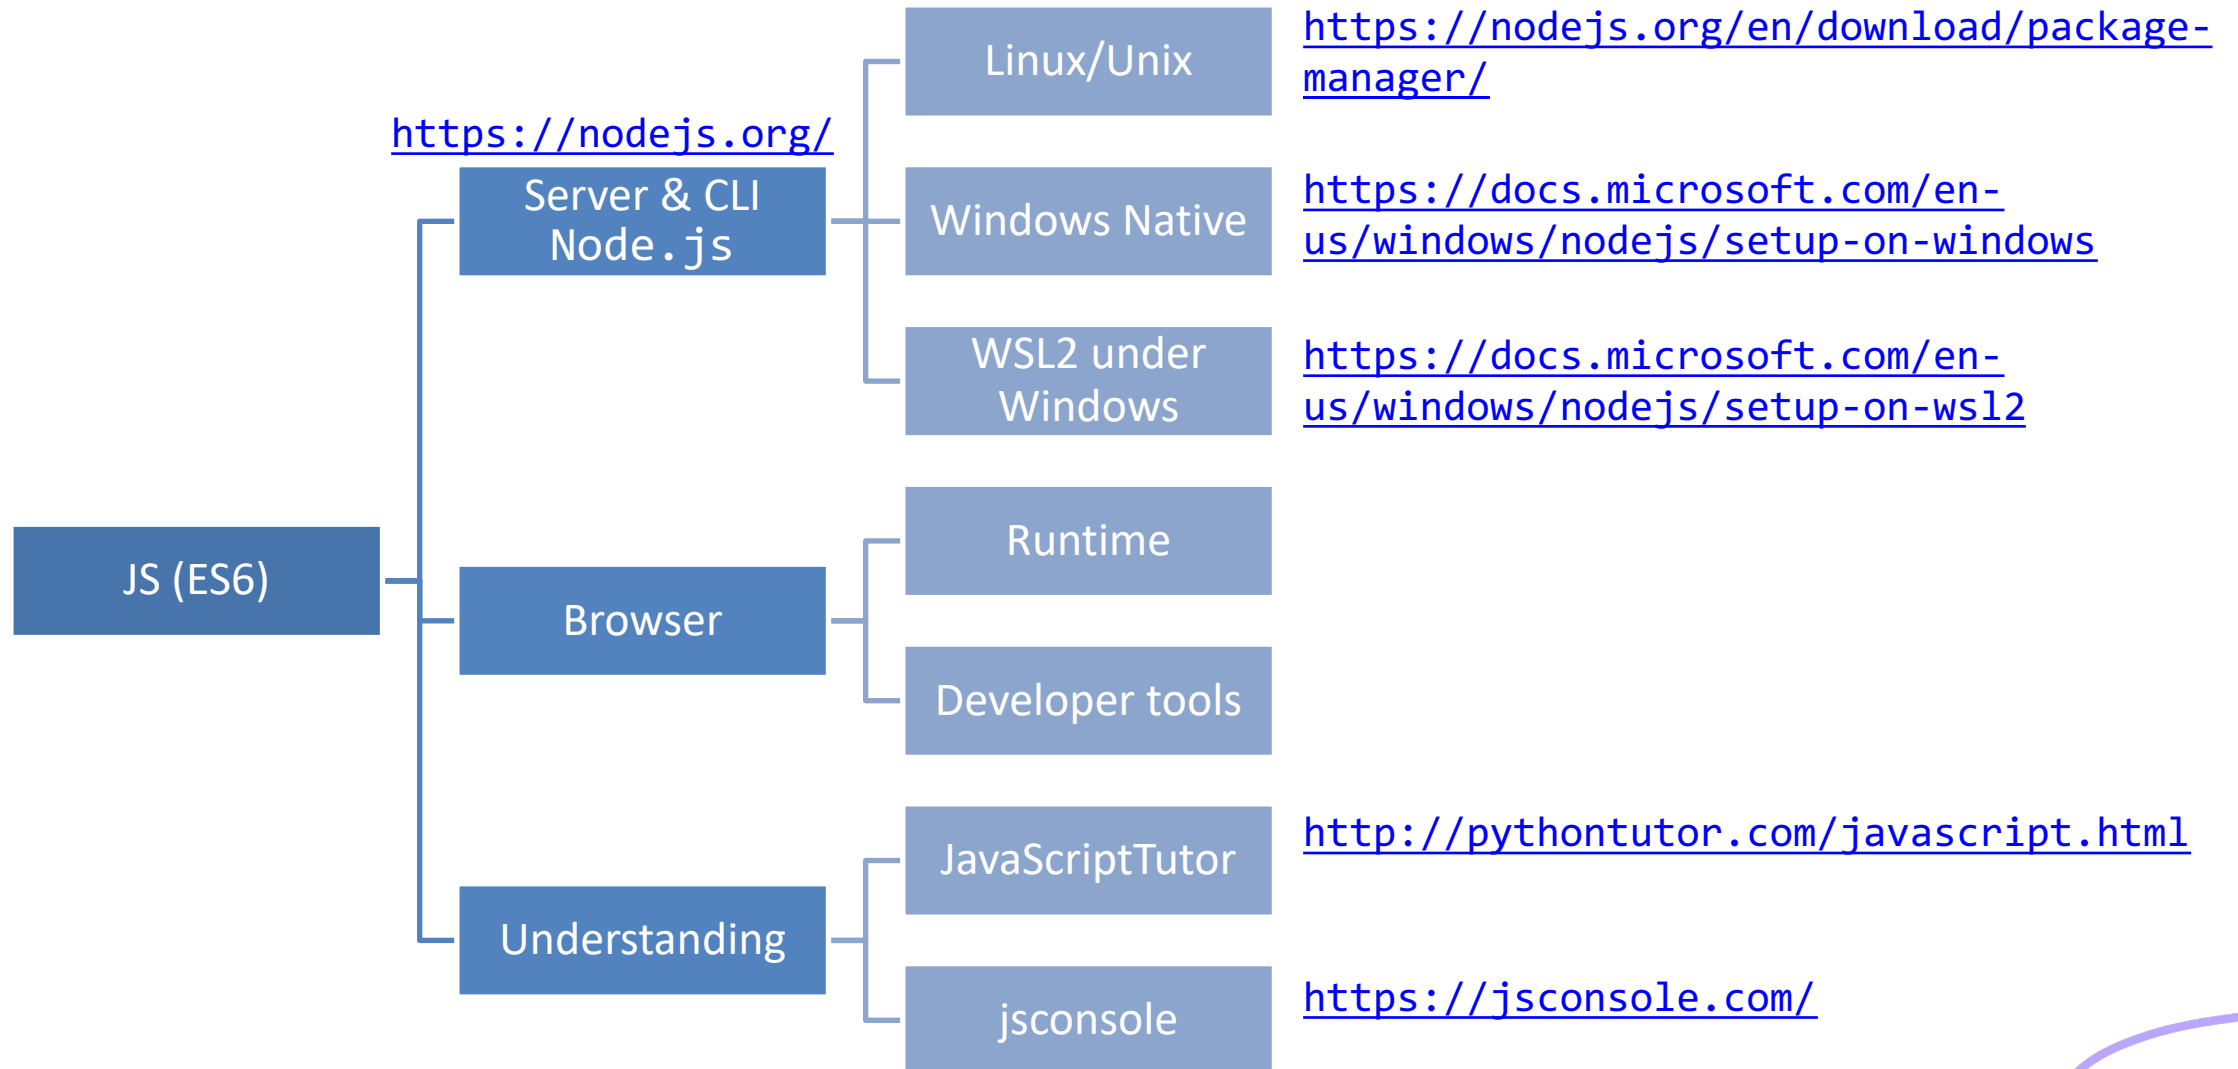 Linux/Unix
https://nodejs.org/en/download/package-
manager/
https://nodejs.org/
Server & CLI
Node.js
Windows Native
https://docs.microsoft.com/en-
us/windows/nodejs/setup-on-windows
WSL2 under
Windows
https://docs.microsoft.com/en-
us/windows/nodejs/setup-on-wsl2
JS (ES6)
Browser
Runtime
Developer tools
Understanding
JavaScriptTutor
http://pythontutor.com/javascript.html
jsconsole
https://jsconsole.com/